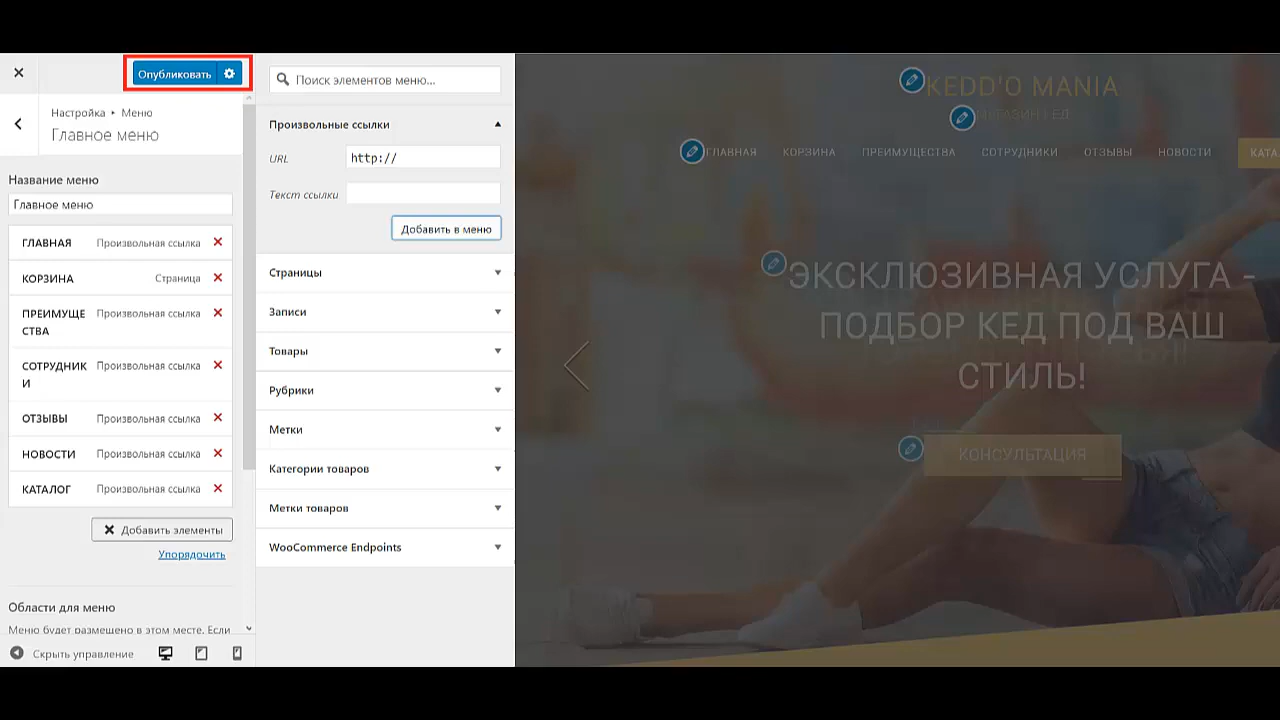 Опубликовать
Настройка ▸ Меню
Главное меню
Название меню
Главное меню
ГЛАВНАЯ Произвольная ссылка
КОРЗИНА Страница
ПРЕИМУЩЕ Произвольная ссылка
СТВА
СОТРУДНИК Произвольная ссылка
И
ОТЗЫВЫ Произвольная ссылка
НОВОСТИ Произвольная ссылка
КАТАЛОГ Произвольная ссылка
Добавить элементы
Упорядочить
Области для меню
Меню будет размещено в этом месте. Если
Скрыть управление
Поиск элементов меню...
Произвольные ссылки
URL http://
Текст ссылки
Добавить в меню
Страницы
Записи
Товары
Рубрики
Метки
Категории товаров
Метки товаров
WooCommerce Endpoints
KEDD'O MANIA
МАГАЗИН КЕД
ГЛАВНАЯ КОРЗИНА ПРЕИМУЩЕСТВА СОТРУДНИКИ ОТЗЫВЫ НОВОСТИ КАТА
ЭКСКЛЮЗИВНАЯ УСЛУГА -
ПОДБОР КЕД ПОД ВАШ
СТИЛЬ!
КОНСУЛЬТАЦИЯ